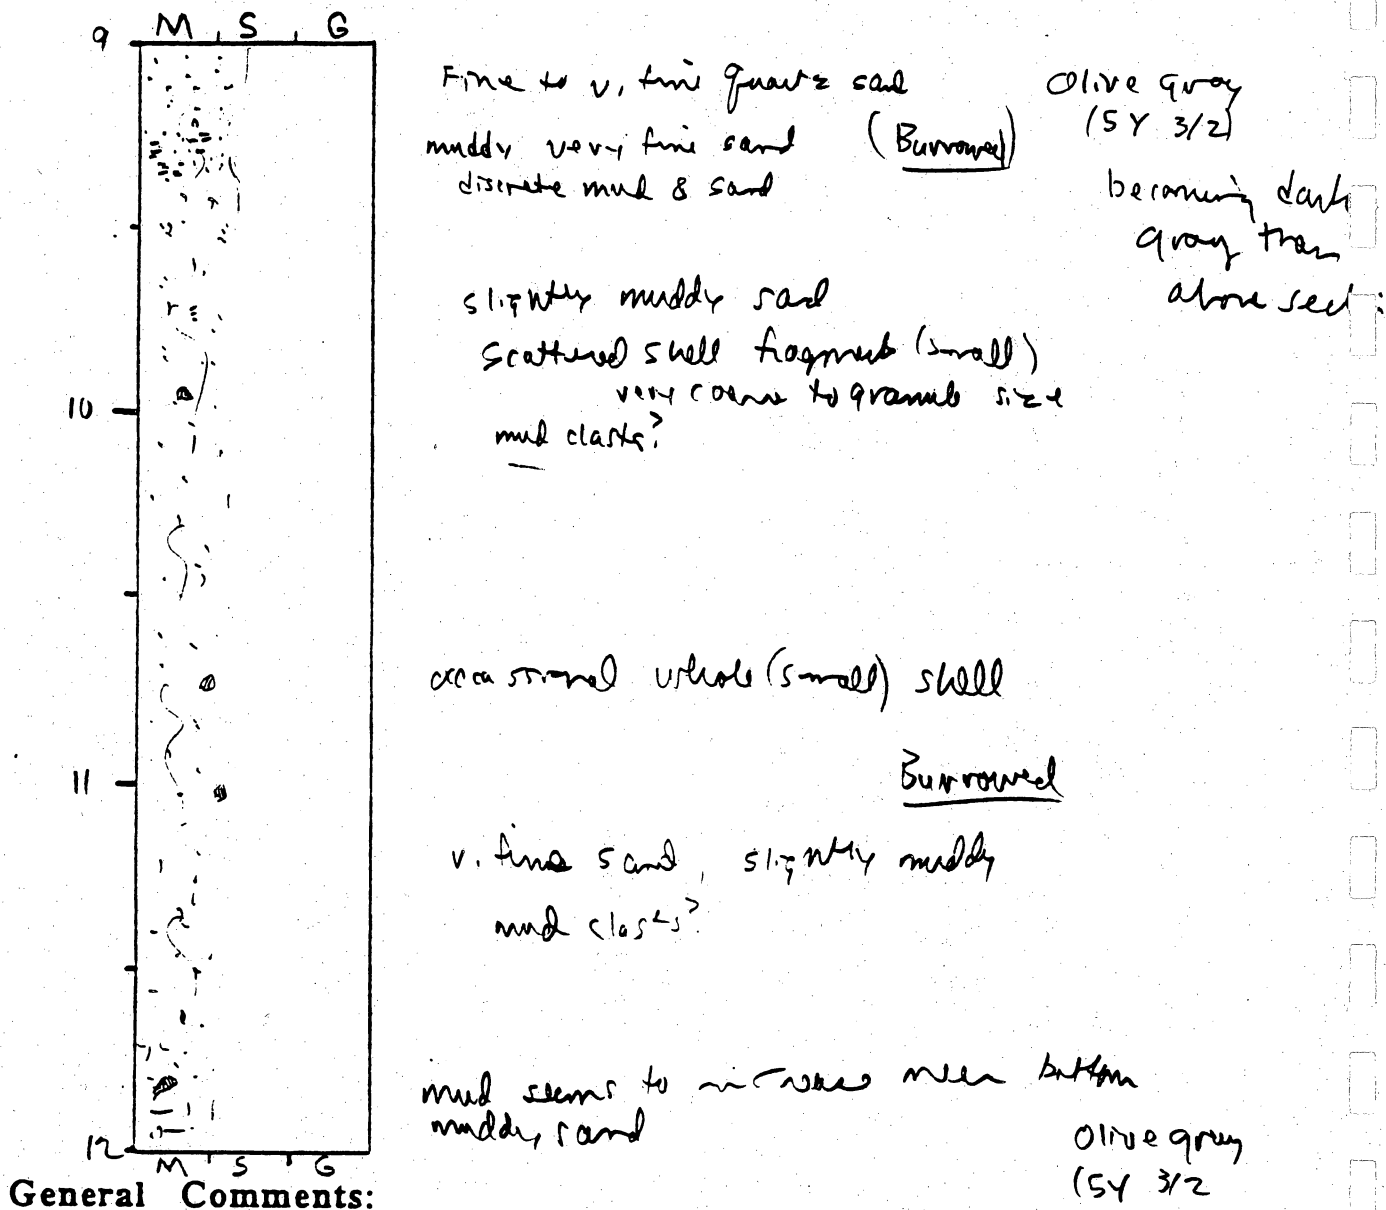 9 M S G
Fine to v. fine quartz sand Olive gray
(5Y 3/2)
muddy very fine sand (Burrowed)
discrete mud & sand becoming dark
gray than
slightly muddy sand above sect:
scattered shell fragments (small)
very coarse to granule size
10
mud clasts?
occassional whole (small) shell
11 Burrowed
v. fine sand, slightly muddy
mud clasts?
mud seems to increase near bottom
muddy sand Olive gray
12
M S G (5Y 3/2
General Comments: